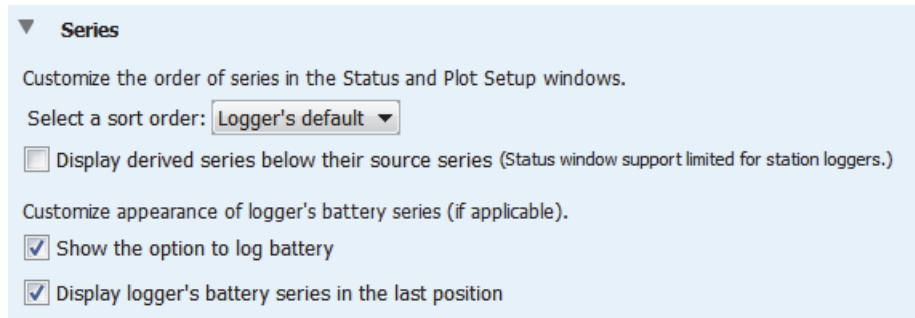 Series
Customize the order of series in the Status and Plot Setup windows.
Select a sort order: Logger's default
Display derived series below their source series (Status window support limited for station loggers.)
Customize appearance of logger's battery series (if applicable).
Show the option to log battery
Display logger's battery series in the last position